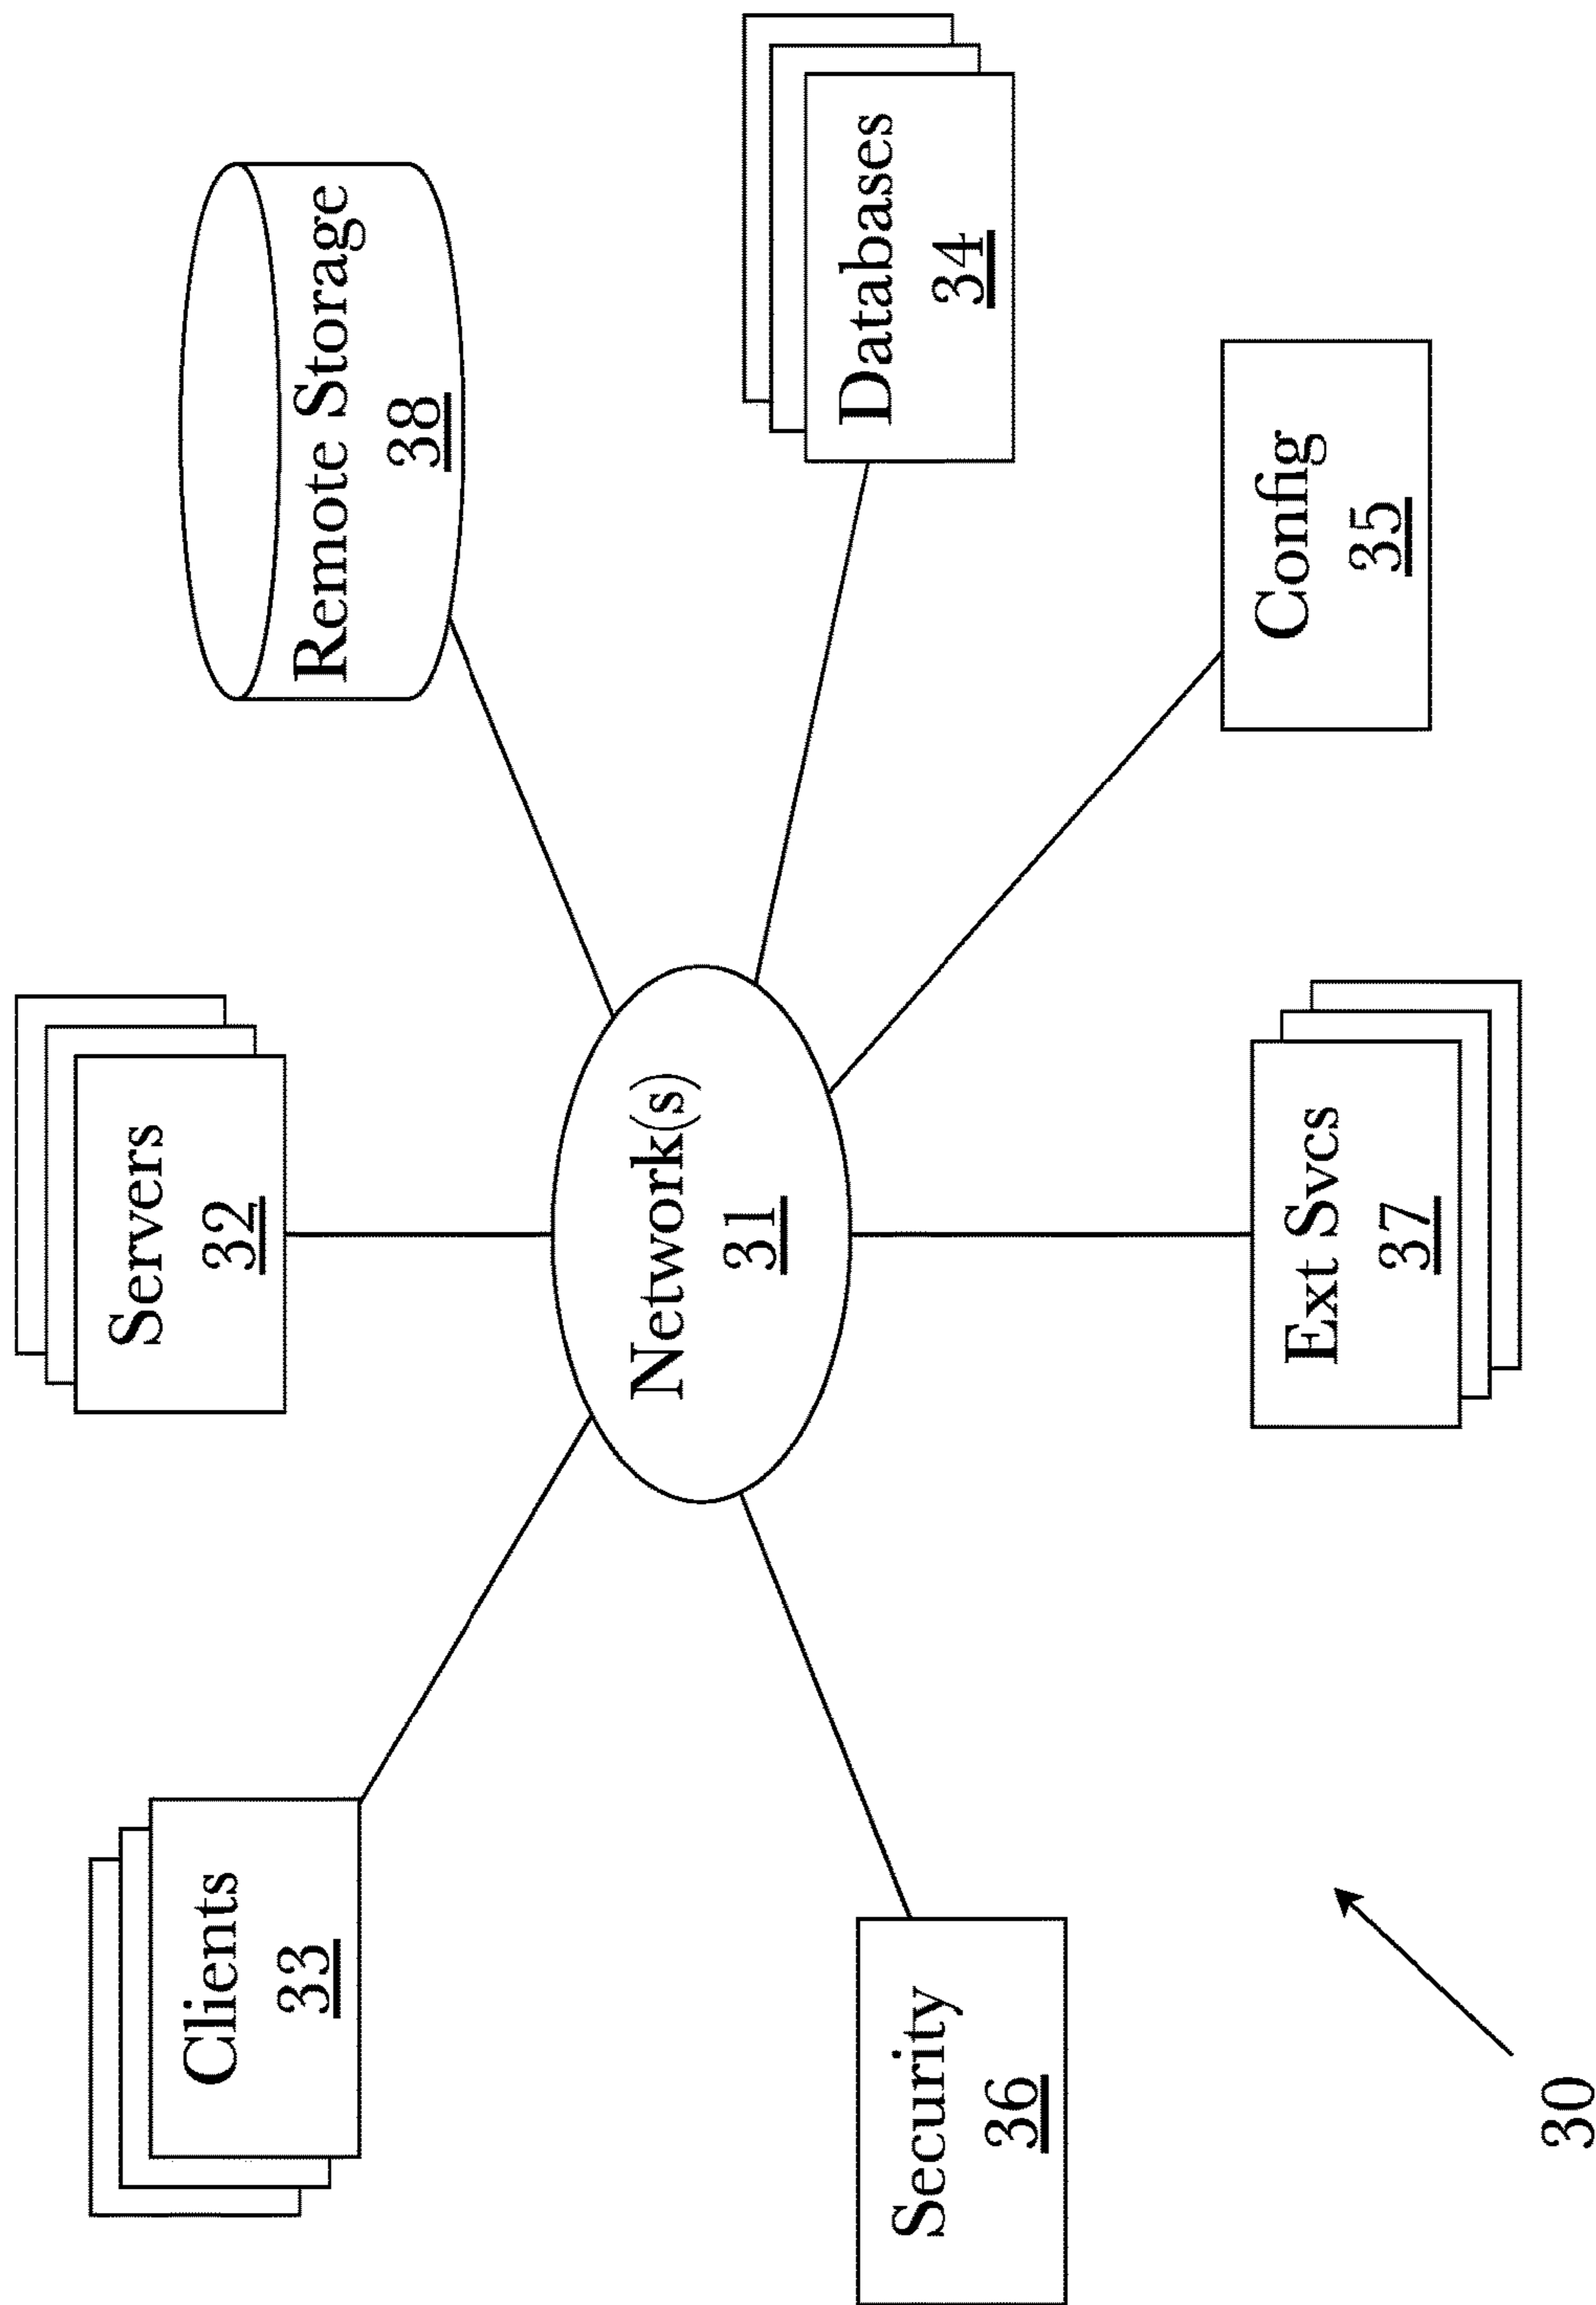 Servers
32
Clients
33
Remote Storage
38
Network(s)
31
Databases
34
Security
36
Ext Svcs
37
Config
35
30